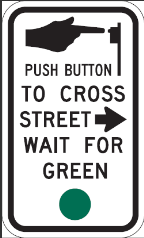 PUSH BUTTON
TO CROSS
STREET
WAIT FOR
GREEN